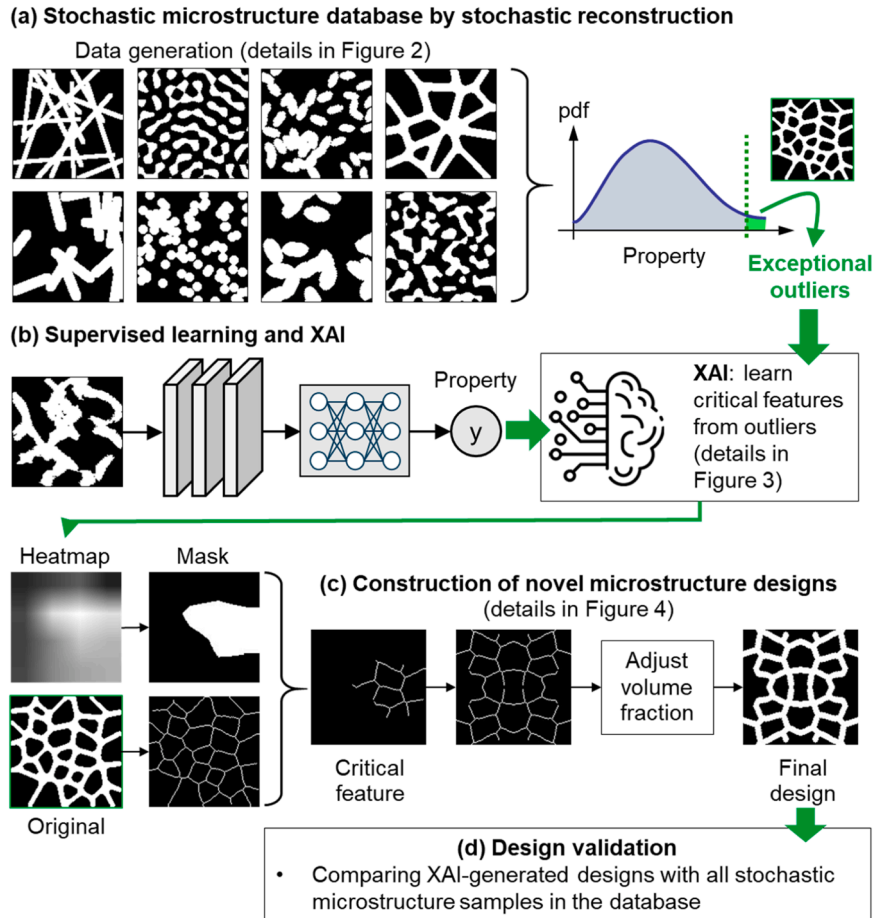 (a) Stochastic microstructure database by stochastic reconstruction
Data generation (details in Figure 2)
pdf
Property
Exceptional
outliers
(b) Supervised learning and XAI
Property
y
XAI: learn
critical features
from outliers
(details in
Figure 3)
Heatmap
Mask
Original
(c) Construction of novel microstructure designs
(details in Figure 4)
Adjust
volume
fraction
Critical
feature
Final
design
(d) Design validation
• Comparing XAI-generated designs with all stochastic
microstructure samples in the database